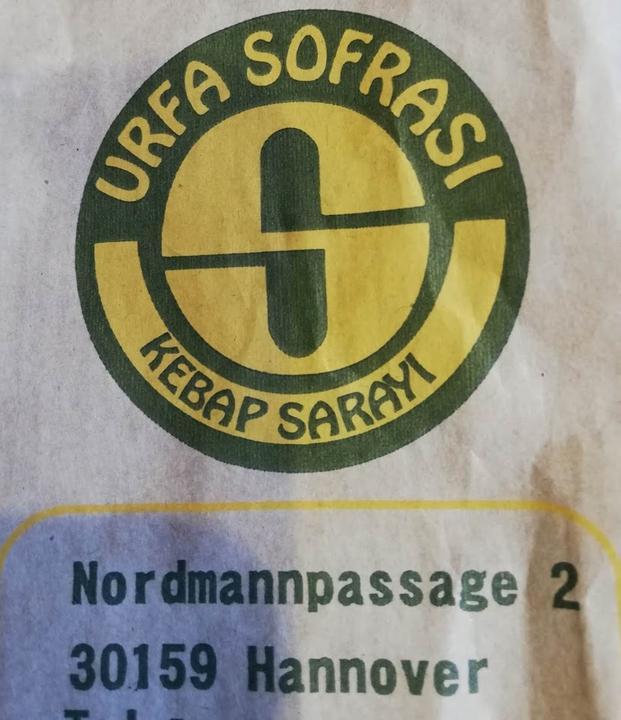 URFA SOFRASI
KEBAP SARAYI
Nordmannpassage 2
30159 Hannover